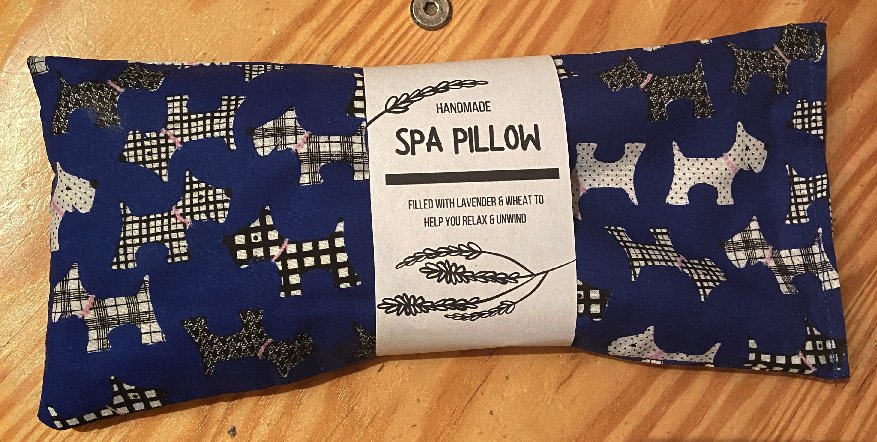 HANDMADE
SPA PILLOW
FILLED WITH LAVENDER & WHEAT TO
HELP YOU RELAX & UNWIND